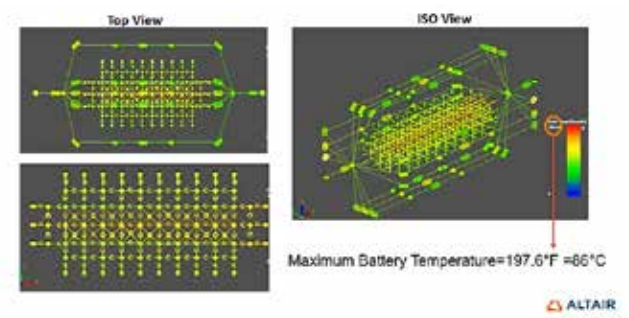 Top View
ISO View
Maximum Battery Temperature=197.6°F =86°C
ALTAIR